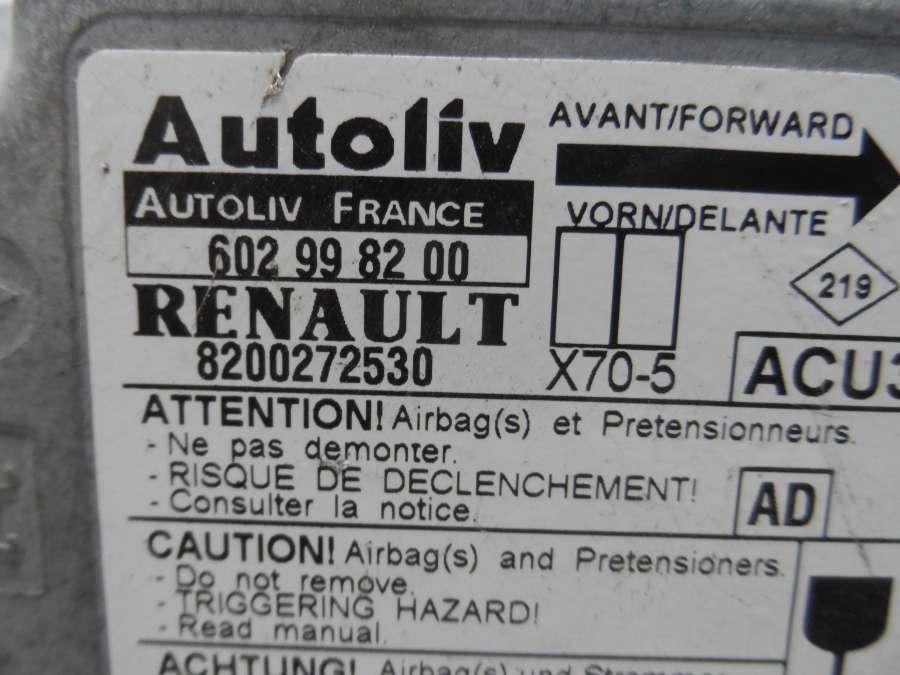 Autoliv
AUTOLIV FRANCE
602 99 82 00
RENAULT
8200272530
AVANT/FORWARD
VORN/DELANTE
219
X70-5
ACU3
ATTENTION! Airbag(s) et Pretensionneurs.
- Ne pas demonter.
- RISQUE DE DECLENCHEMENT!
- Consulter la notice.
AD
CAUTION! Airbag(s) and Pretensioners.
- Do not remove.
- TRIGGERING HAZARD!
- Read manual.
ACHTUNG! Airbag(s) und